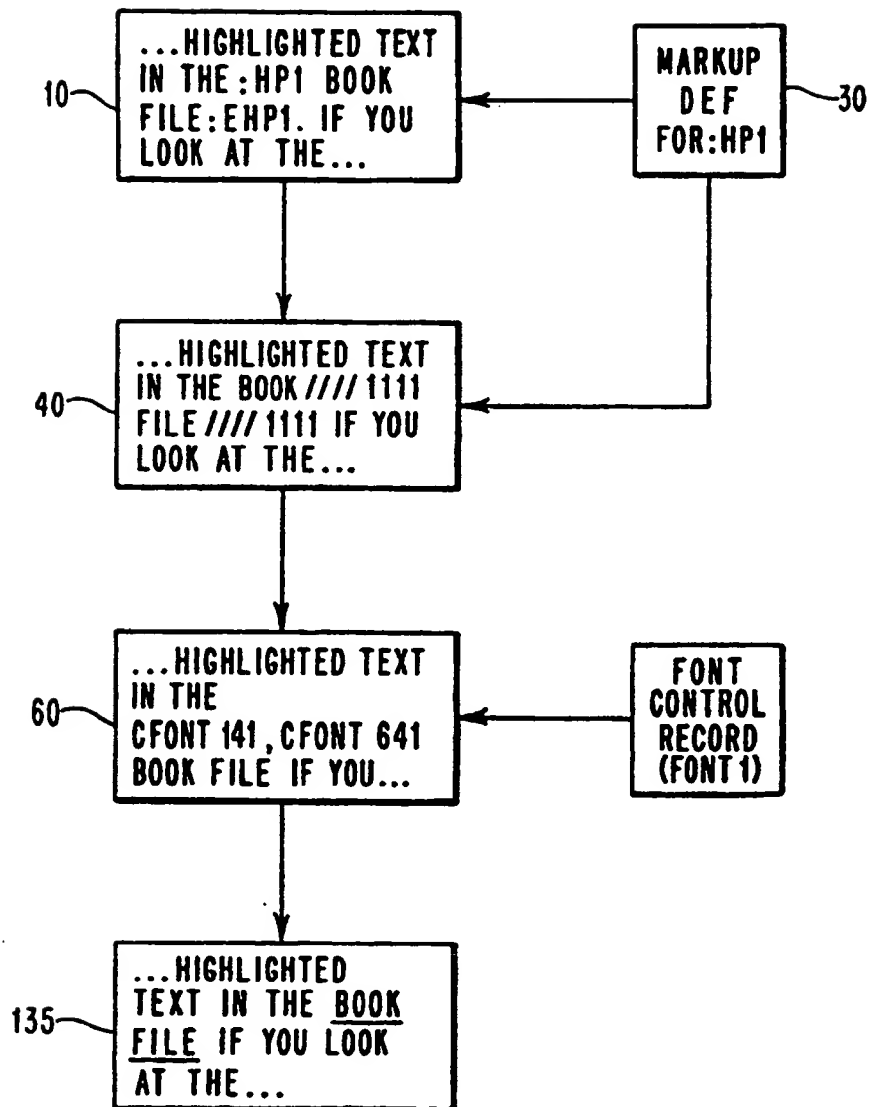 ...HIGHLIGHTED TEXT
IN THE :HP1 BOOK
FILE:EHP1. IF YOU
LOOK AT THE...
10
MARKUP
DEF
FOR:HP1
30
...HIGHLIGHTED TEXT
IN THE BOOK //// 1111
FILE //// 1111 IF YOU
LOOK AT THE...
40
...HIGHLIGHTED TEXT
IN THE
CFONT 141, CFONT 641
BOOK FILE IF YOU...
60
FONT
CONTROL
RECORD
(FONT 1)
...HIGHLIGHTED
TEXT IN THE BOOK
FILE IF YOU LOOK
AT THE...
135